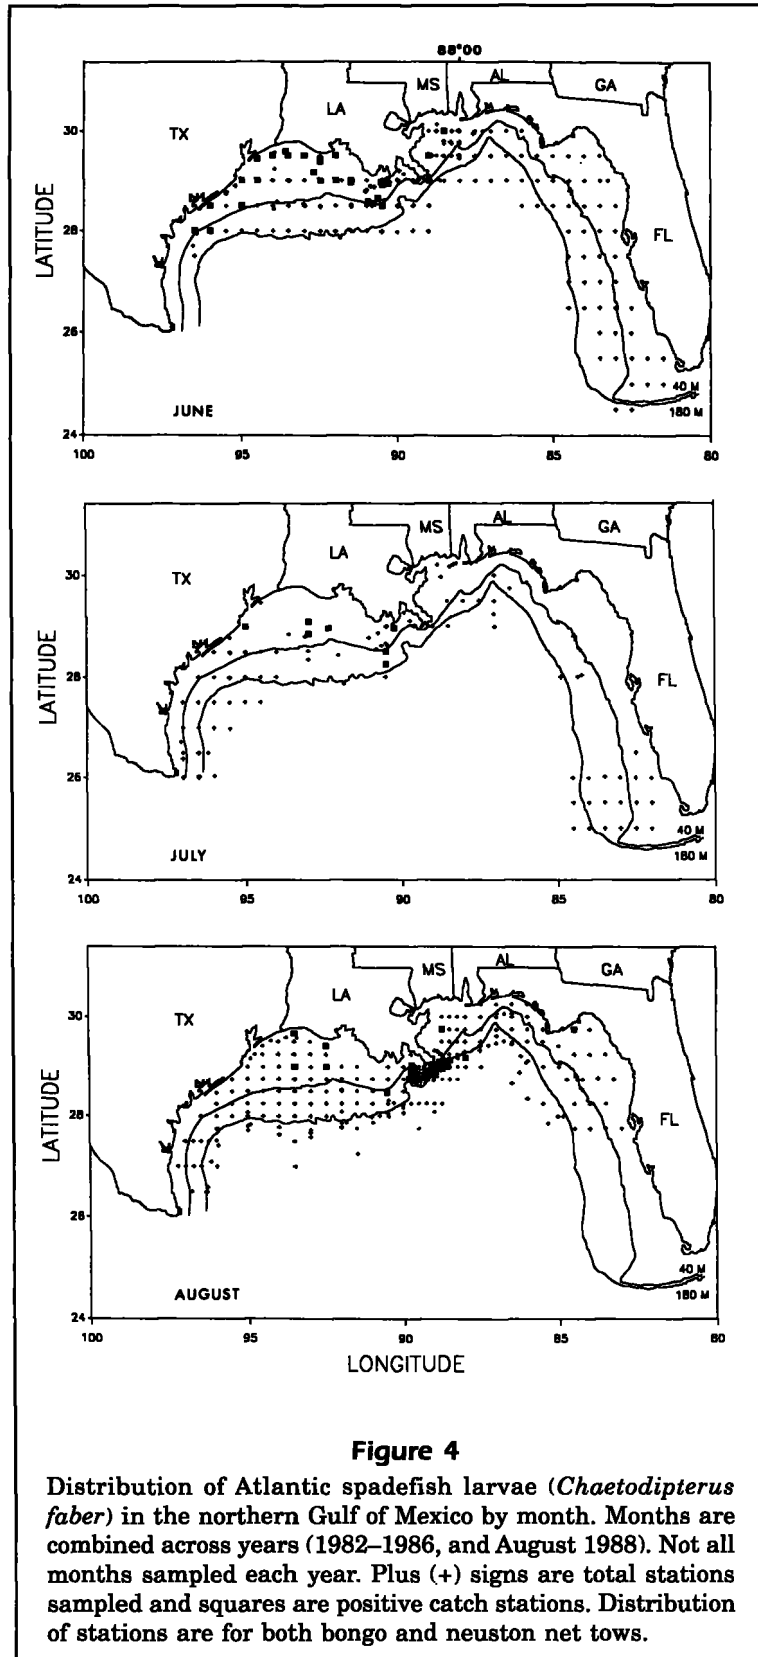 88°00
MS
AL
GA
LA
TX
FL
30
28
26
24
LATITUDE
JUNE
40 M
180 M
100
95
90
85
80
MS
AL
GA
LA
TX
FL
30
28
26
24
LATITUDE
JULY
40 M
180 M
100
95
90
85
80
MS
AL
GA
LA
TX
FL
30
28
26
24
LATITUDE
AUGUST
40 M
180 M
100
95
90
85
80
LONGITUDE
Figure 4
Distribution of Atlantic spadefish larvae (Chaetodipterus
faber) in the northern Gulf of Mexico by month. Months are
combined across years (1982–1986, and August 1988). Not all
months sampled each year. Plus (+) signs are total stations
sampled and squares are positive catch stations. Distribution
of stations are for both bongo and neuston net tows.